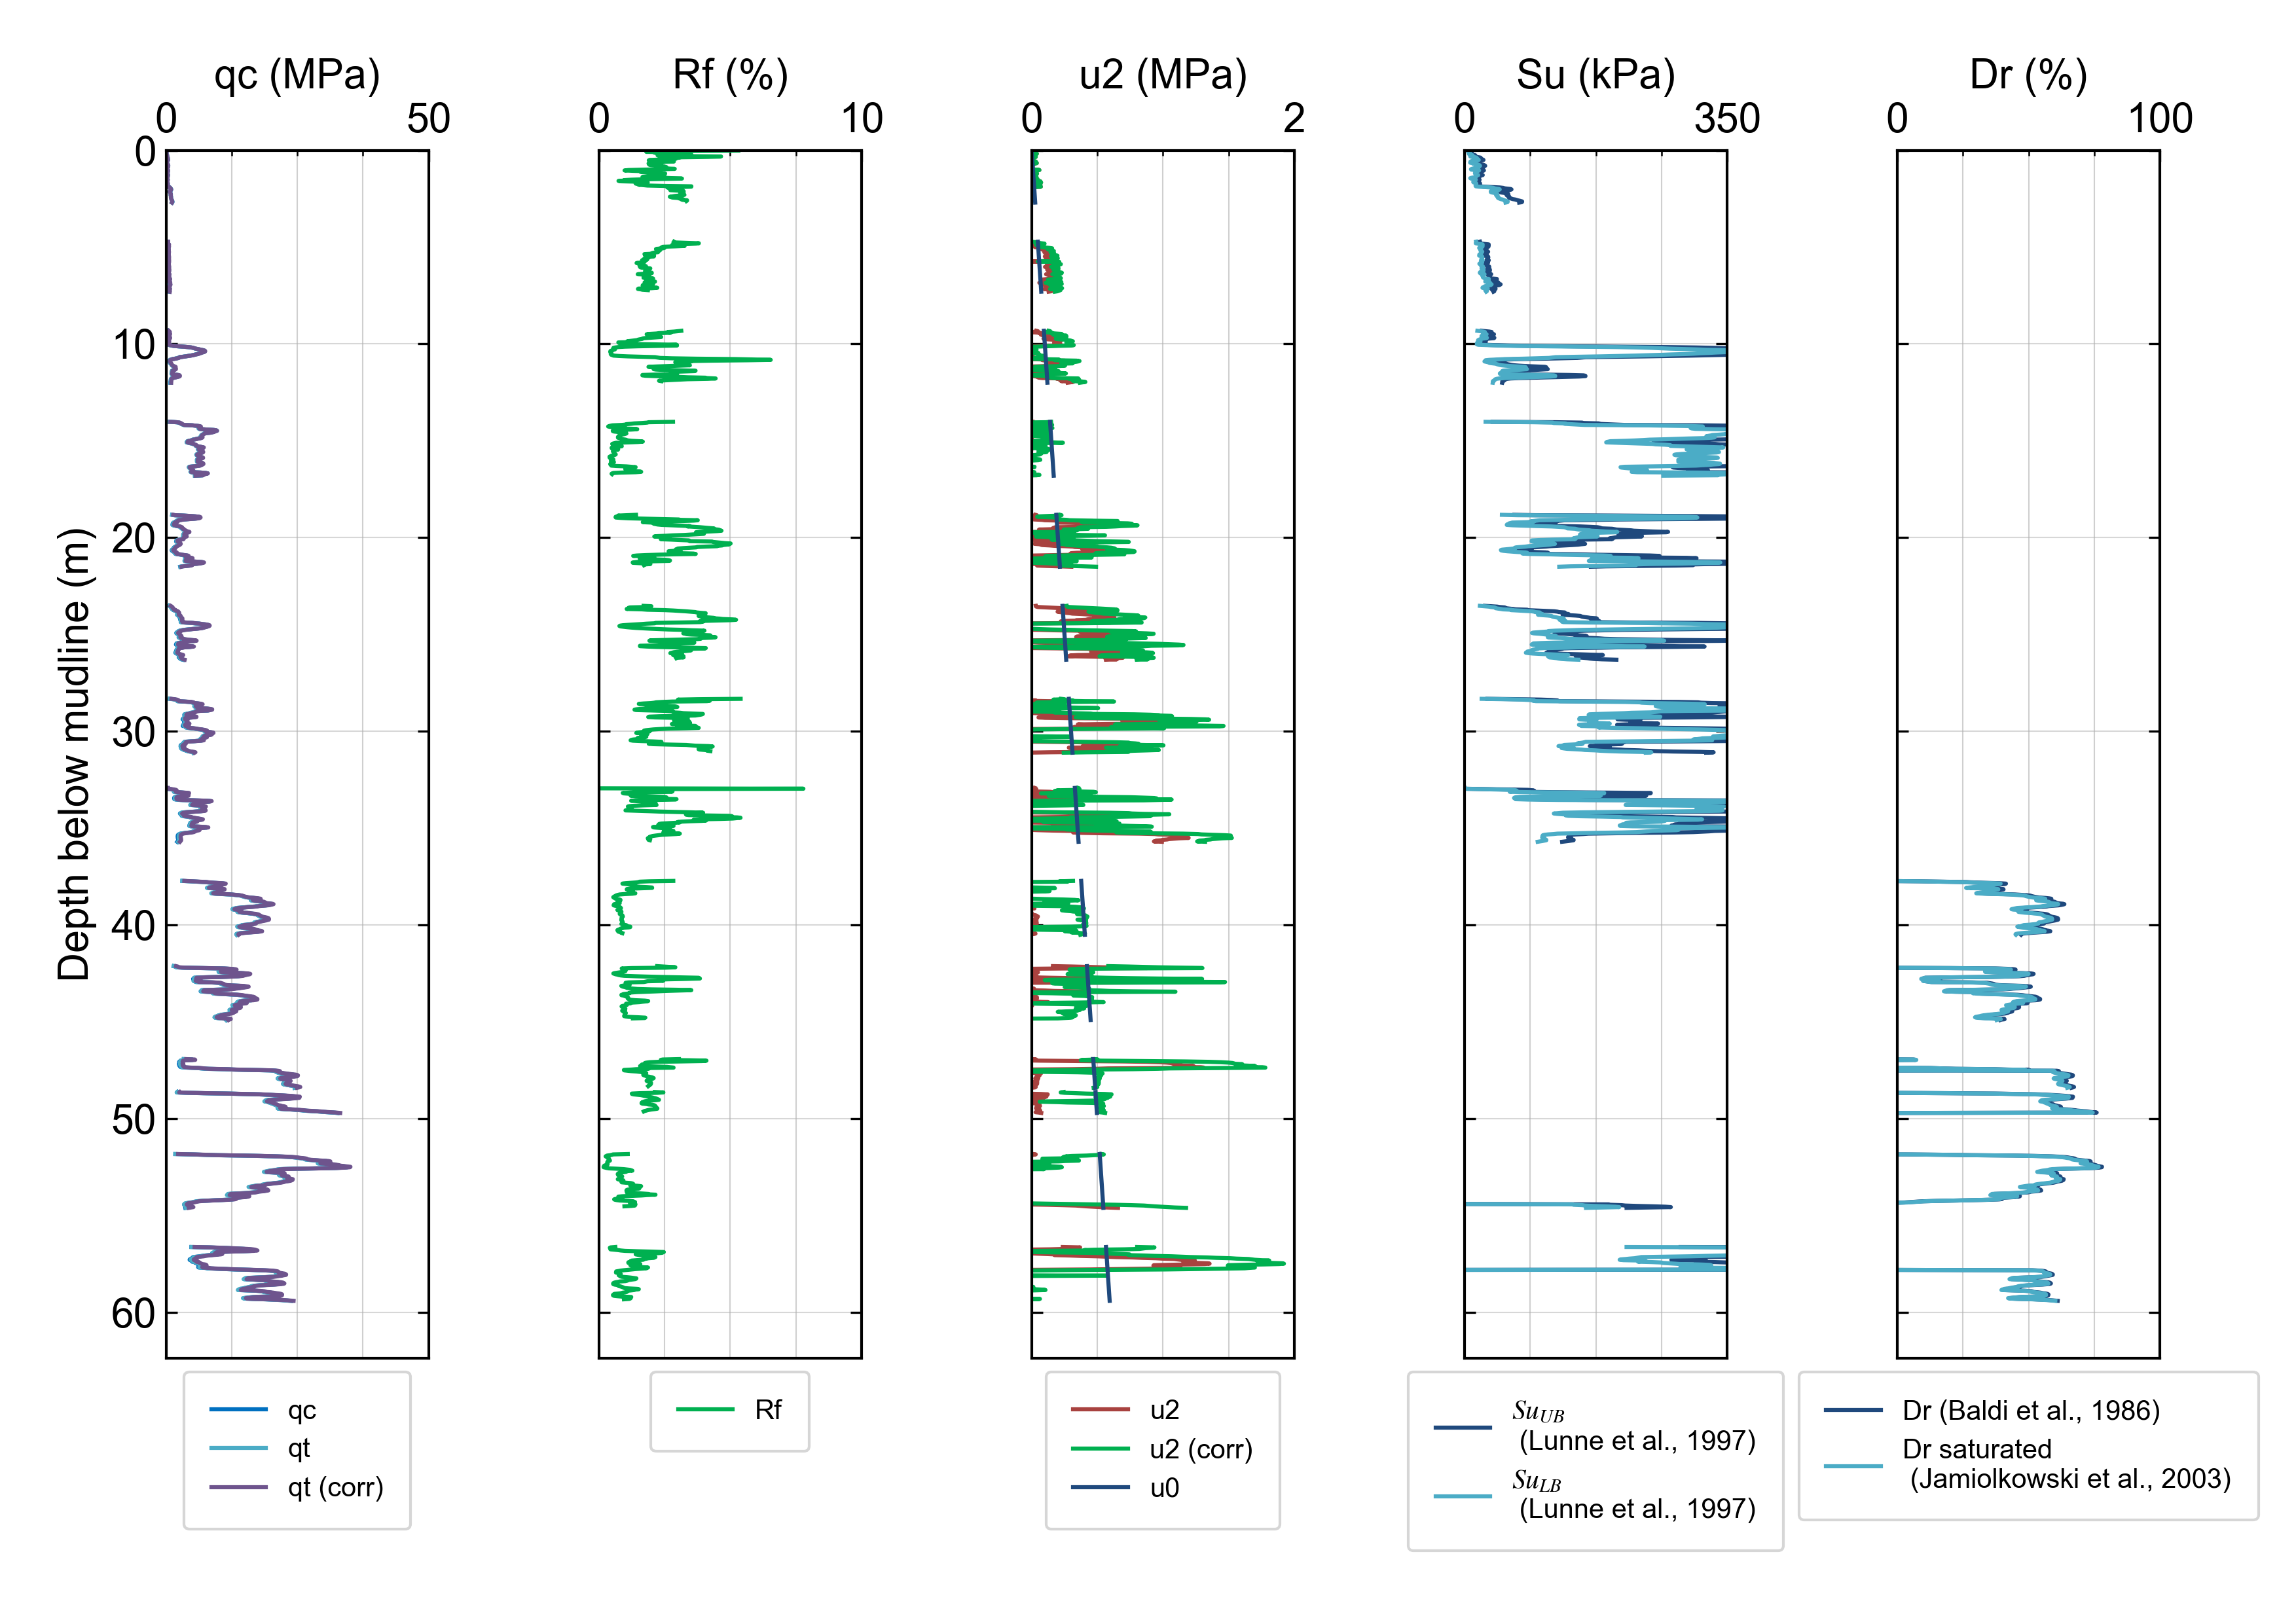 qc (MPa)
Rf (%)
u2 (MPa)
Su (kPa)
Dr (%)
0 50
0 10
0 2
0 350
0 100
0
10
20
30
40
50
60
Depth below mudline (m)
qc
qt
qt (corr)
Rf
u2
u2 (corr)
u0
SuUB
(Lunne et al., 1997)
SuLB
(Lunne et al., 1997)
Dr (Baldi et al., 1986)
Dr saturated
(Jamiolkowski et al., 2003)